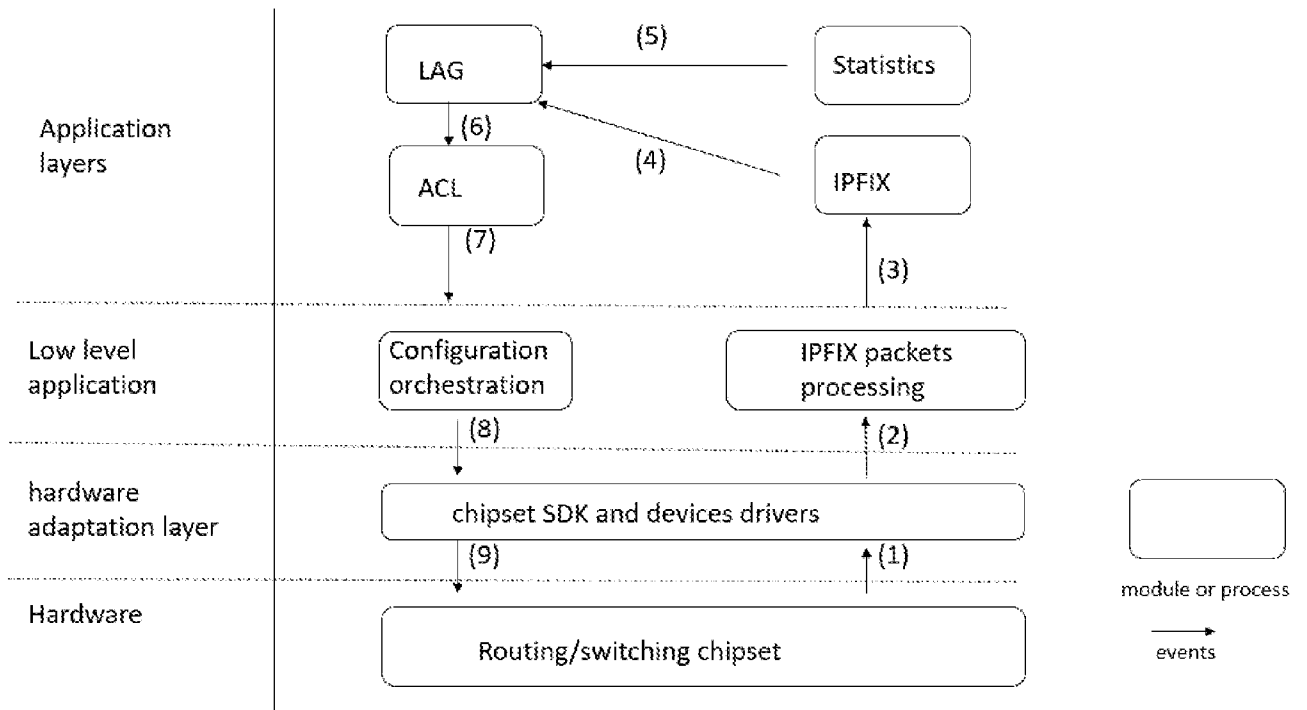 LAG
(5)
Statistics
Application
layers
(6)
(4)
ACL
IPFIX
(7)
(3)
Low level
application
Configuration
orchestration
IPFIX packets
processing
(8)
(2)
hardware
adaptation layer
chipset SDK and devices drivers
(9)
(1)
module or process
Hardware
Routing/switching chipset
events